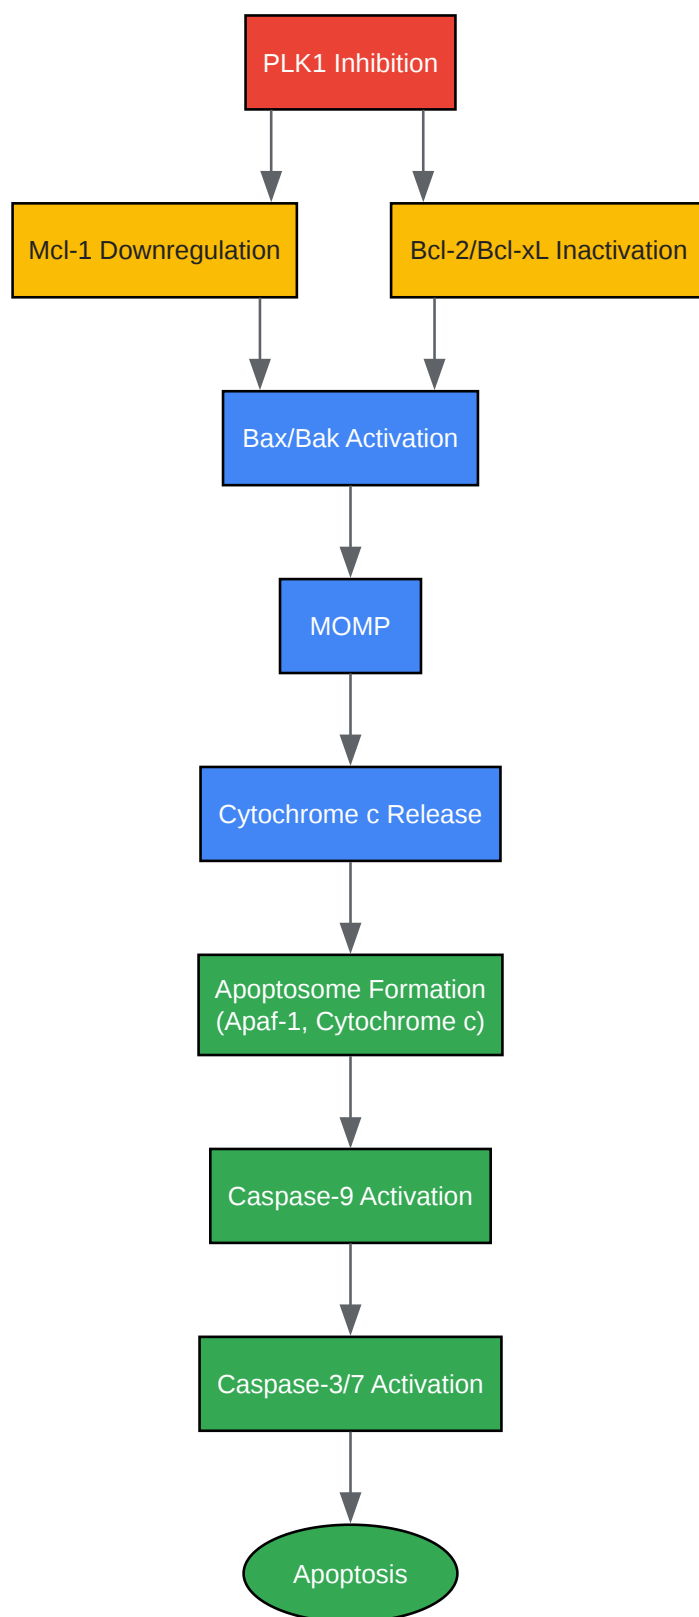 PLK1 Inhibition
Mcl-1 Downregulation
Bcl-2/Bcl-xL Inactivation
Bax/Bak Activation
MOMP
Cytochrome c Release
Apoptosome Formation
(Apaf-1, Cytochrome c)
Caspase-9 Activation
Caspase-3/7 Activation
Apoptosis